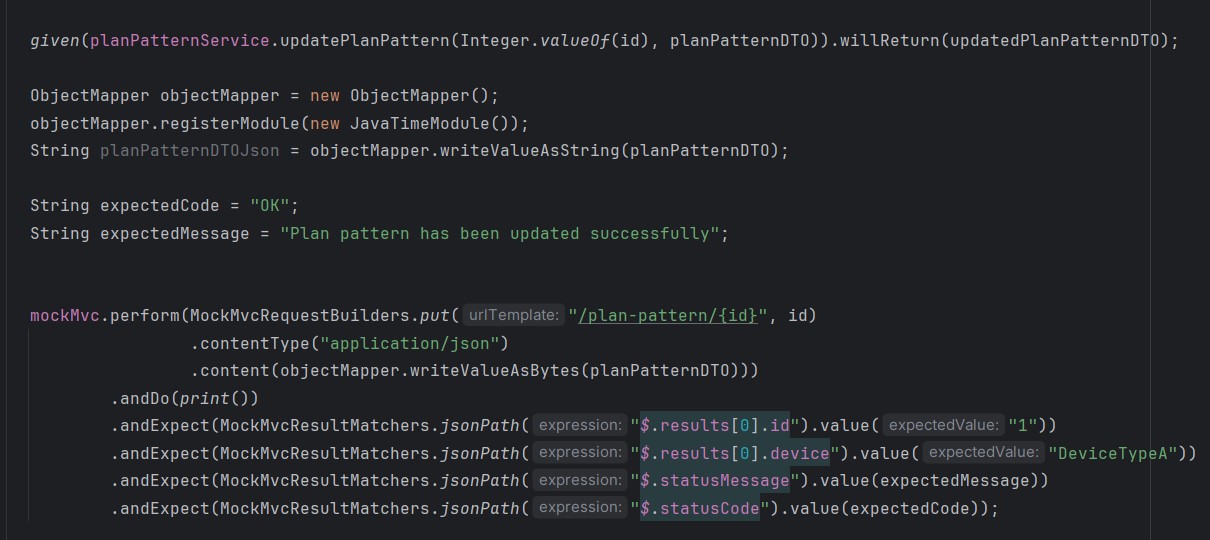 given(planPatternService.updatePlanPattern(Integer.valueOf(id), planPatternDTO)).willReturn(updatedPlanPatternDTO);
ObjectMapper objectMapper = new ObjectMapper();
objectMapper.registerModule(new JavaTimeModule());
String planPatternDTOJson = objectMapper.writeValueAsString(planPatternDTO);
String expectedCode = "OK";
String expectedMessage = "Plan pattern has been updated successfully";
mockMvc.perform(MockMvcRequestBuilders.put( urlTemplate: "/plan-pattern/{id}", id)
.contentType("application/json")
.content(objectMapper.writeValueAsBytes(planPatternDTO)))
.andDo(print())
.andExpect(MockMvcResultMatchers.jsonPath( expression: "$.results[0].id").value( expectedValue: "1"))
.andExpect(MockMvcResultMatchers.jsonPath( expression: "$.results[0].device").value( expectedValue: "DeviceTypeA"))
.andExpect(MockMvcResultMatchers.jsonPath( expression: "$.statusMessage").value(expectedMessage))
.andExpect(MockMvcResultMatchers.jsonPath( expression: "$.statusCode").value(expectedCode));